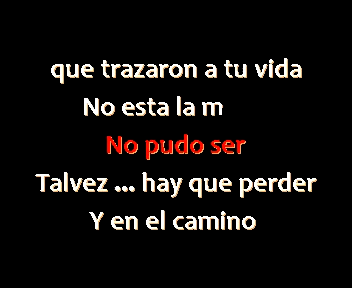 que trazaron a tu vida
No esta la m
No pudo ser
Talvez ... hay que perder
Y en el camino